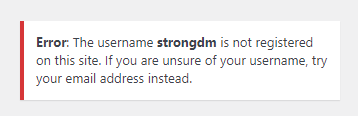 Error: The username strongdm is not registered
on this site. If you are unsure of your username, try
your email address instead.